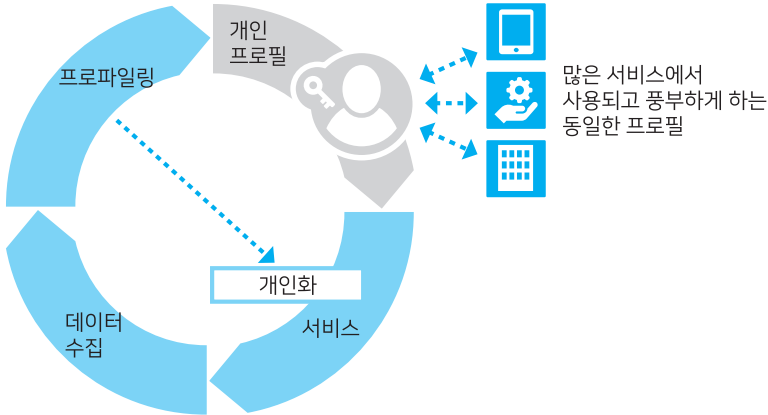 개인
프로필
프로파일링
많은 서비스에서
사용되고 풍부하게 하는
동일한 프로필
개인화
데이터
수집
서비스